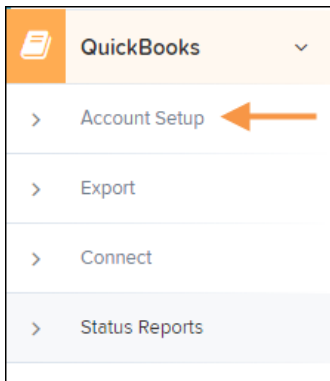 QuickBooks
Account Setup
Export
Connect
Status Reports